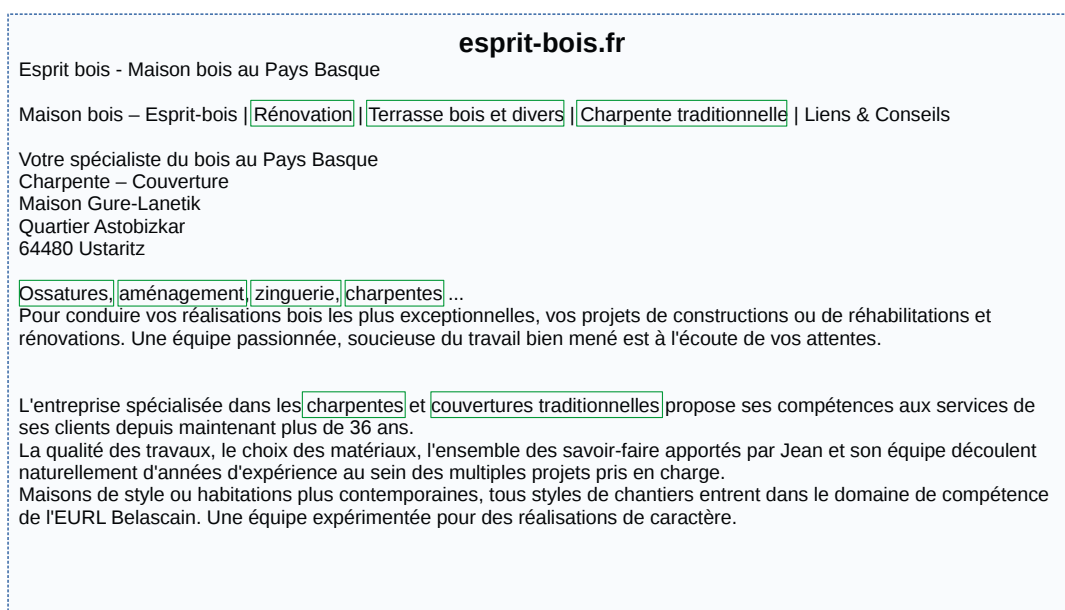 esprit-bois.fr
Esprit bois - Maison bois au Pays Basque
Maison bois – Esprit-bois | Rénovation | Terrasse bois et divers | Charpente traditionnelle | Liens & Conseils
Votre spécialiste du bois au Pays Basque
Charpente – Couverture
Maison Gure-Lanetik
Quartier Astobizkar
64480 Ustaritz
Ossatures, aménagement, zinguerie, charpentes ...
Pour conduire vos réalisations bois les plus exceptionnelles, vos projets de constructions ou de réhabilitations et
rénovations. Une équipe passionnée, soucieuse du travail bien mené est à l'écoute de vos attentes.
L'entreprise spécialisée dans les charpentes et couvertures traditionnelles propose ses compétences aux services de
ses clients depuis maintenant plus de 36 ans.
La qualité des travaux, le choix des matériaux, l'ensemble des savoir-faire apportés par Jean et son équipe découlent
naturellement d'années d'expérience au sein des multiples projets pris en charge.
Maisons de style ou habitations plus contemporaines, tous styles de chantiers entrent dans le domaine de compétence
de l'EURL Belascain. Une équipe expérimentée pour des réalisations de caractère.